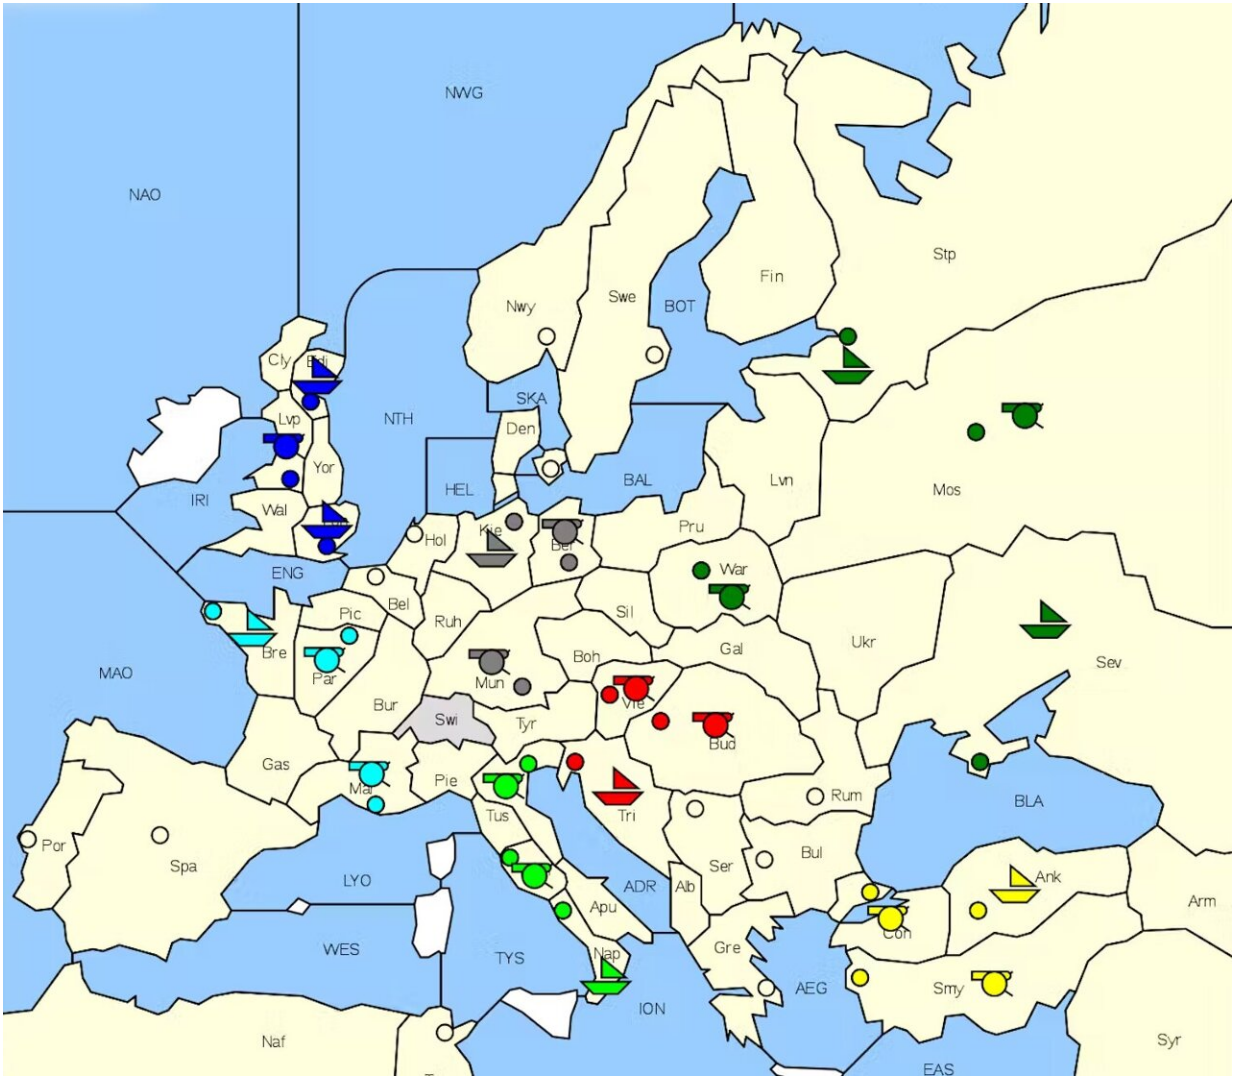 NWG
NAO
Stp
Fin
Swe
Nwy
BOT
Cly
Edi
SKA
NTH
Lvp
Den
Yor
HEL
BAL
Lvn
Mos
IRI
Wal
Pru
Kie
Hol
Ber
War
ENG
Bel
Pic
Ruh
Sil
Ukr
Gal
Bre
Boh
Sev
Par
MAO
Mun
Bur
Vie
Swi
Tyr
Bud
Gas
Pie
Mar
Rum
BLA
Tus
Tri
Por
Spa
Bul
Ser
LYO
Ank
ADR
Alb
Apu
Arm
Con
WES
Gre
Nap
TYS
AEG
Smy
ION
Naf
Syr
EAS